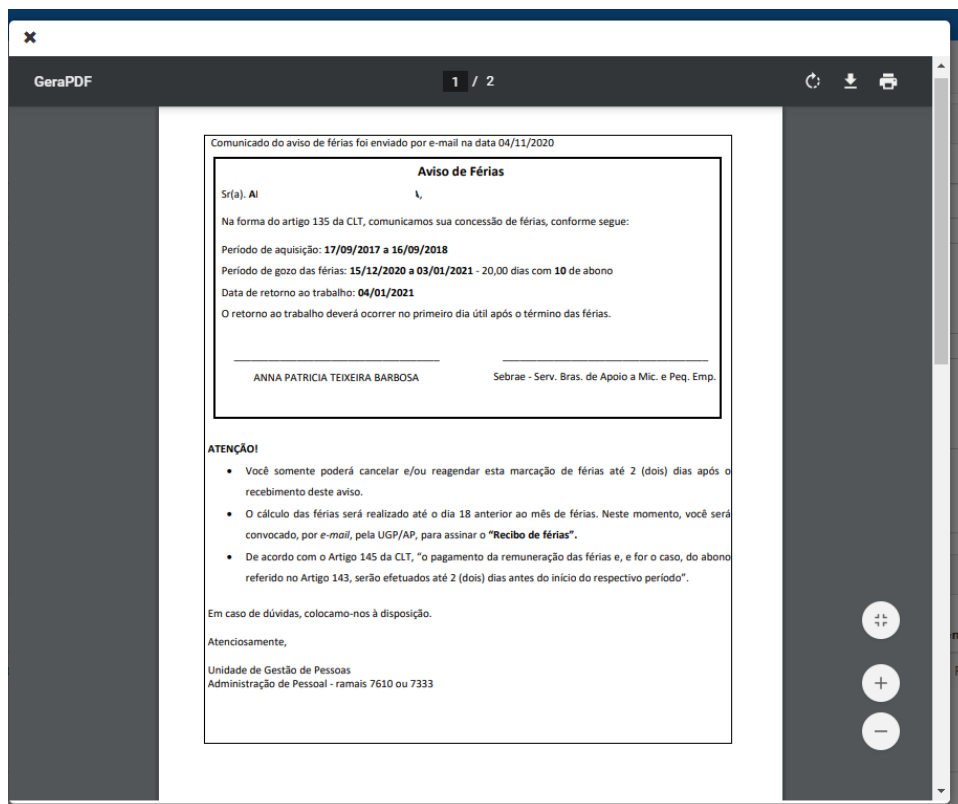 GeraPDF
1 / 2
Comunicado do aviso de férias foi enviado por e-mail na data 04/11/2020
Aviso de Férias
Sr(a).
Na forma do artigo 135 da CLT, comunicamos sua concessão de férias, conforme segue:
Período de aquisição: 17/09/2017 a 16/09/2018
Período de gozo das férias: 15/12/2020 a 03/01/2021 - 20,00 dias com 10 de abono
Data de retorno ao trabalho: 04/01/2021
O retorno ao trabalho deverá ocorrer no primeiro dia útil após o término das férias.
ANNA PATRICIA TEIXEIRA BARBOSA
Sebrae - Serv. Bras. de Apoio a Mic. e Peq. Emp.
ATENÇÃO!
• Você somente poderá cancelar e/ou reagendar esta marcação de férias até 2 (dois) dias após o
recebimento deste aviso.
• O cálculo das férias será realizado até o dia 18 anterior ao mês de férias. Neste momento, você será
convocado, por e-mail, pela UGP/AP, para assinar o “Recibo de férias”.
• De acordo com o Artigo 145 da CLT, “o pagamento da remuneração das férias e, e for o caso, do abono
referido no Artigo 143, serão efetuados até 2 (dois) dias antes do início do respectivo período”.
Em caso de dúvidas, colocamo-nos à disposição.
Atenciosamente,
Unidade de Gestão de Pessoas
Administração de Pessoal - ramais 7610 ou 7333